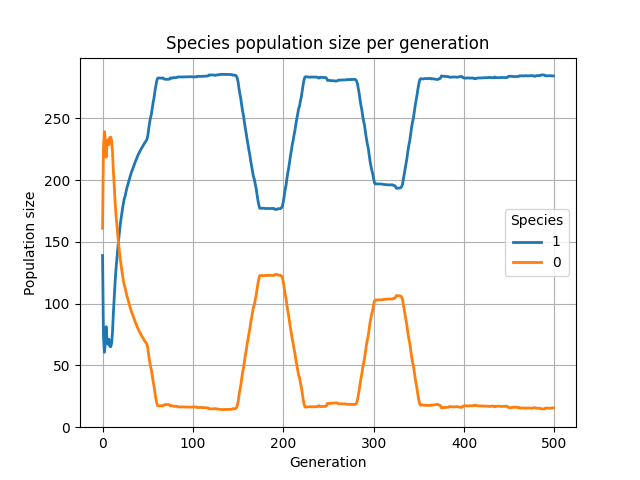 Species population size per generation
Population size
250
200
150
100
50
0
0 100 200 300 400 500
Generation
Species
1
0